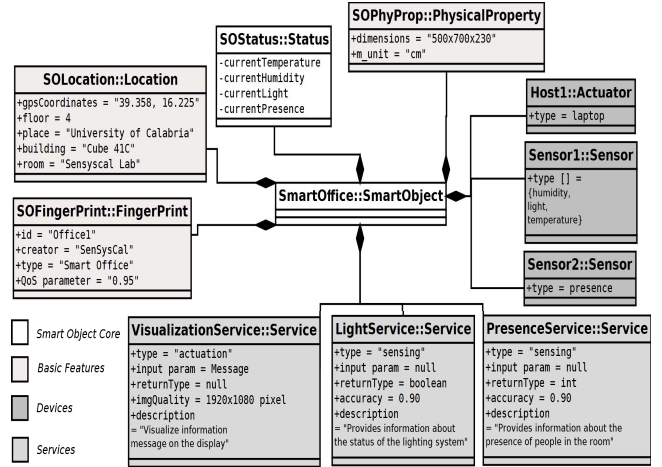 SOPhyProp::PhysicalProperty
+dimensions = "500x700x230"
+m_unit = "cm"
SOStatus::Status
-currentTemperature
-currentHumidity
-currentLight
-currentPresence
SOLocation::Location
+gpsCoordinates = "39.358, 16.225"
+floor = 4
+place = "University of Calabria"
+building = "Cube 41C"
+room = "Sensyscal Lab"
Host1::Actuator
+type = laptop
Sensor1::Sensor
+type [] =
{humidity,
light,
temperature}
SmartOffice::SmartObject
SOFingerPrint::FingerPrint
+id = "Office1"
+creator = "SenSysCal"
+type = "Smart Office"
+QoS parameter = "0.95"
Sensor2::Sensor
+type = presence
Smart Object Core
Basic Features
Devices
Services
VisualizationService::Service
+type = "actuation"
+input param = Message
+returnType = null
+imgQuality = 1920x1080 pixel
+description
= "Visualize information
message on the display"
LightService::Service
+type = "sensing"
+input param = null
+returnType = boolean
+accuracy = 0.90
+description
= "Provides information about
the status of the lighting system"
PresenceService::Service
+type = "sensing"
+input param = null
+returnType = int
+accuracy = 0.90
+description
= "Provides information about the
presence of people in the room"